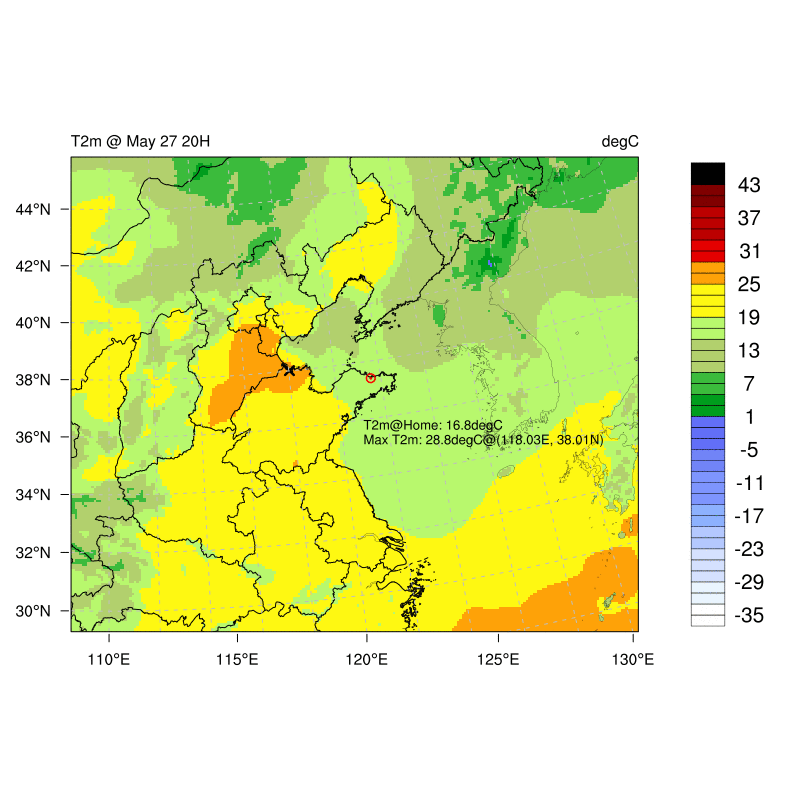 T2m @ May 27 20H
degC
44°N
42°N
40°N
38°N
36°N
34°N
32°N
30°N
110°E
115°E
120°E
125°E
130°E
T2m@Home: 16.8degC
Max T2m: 28.8degC@(118.03E, 38.01N)
43
37
31
25
19
13
7
1
-5
-11
-17
-23
-29
-35